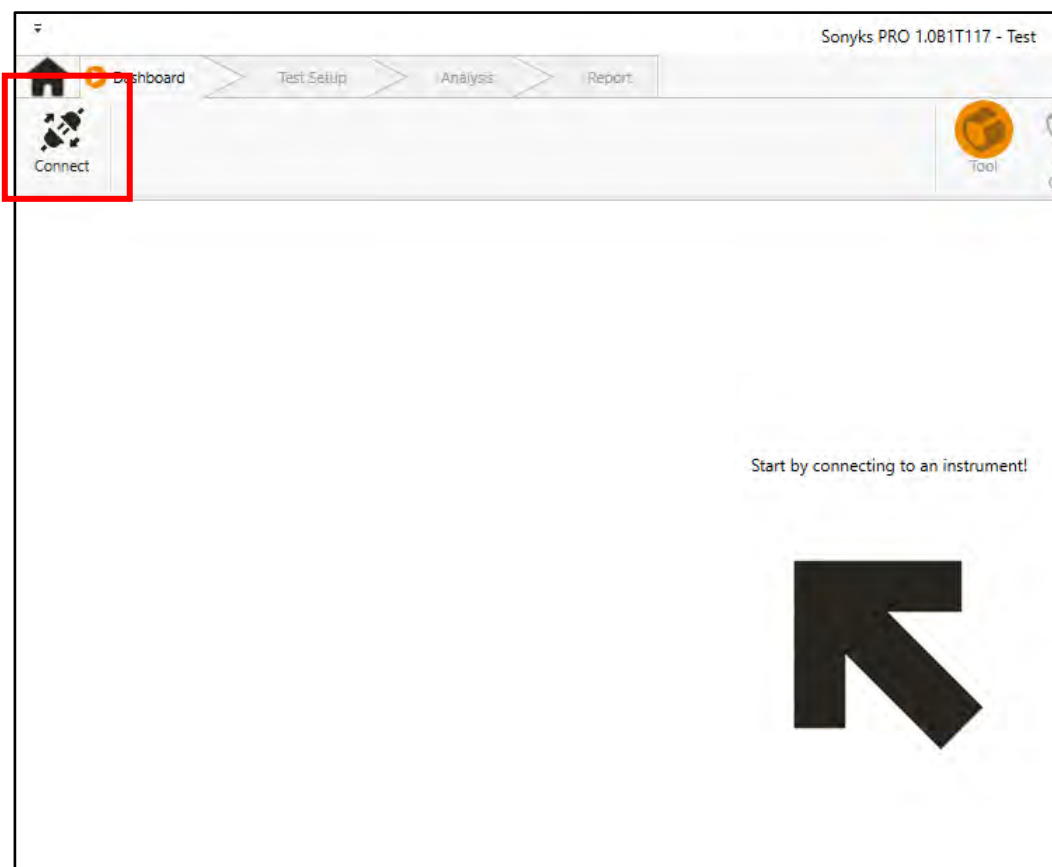 Sonyks PRO 1.0B1T117 - Test
Dashboard Test Setup Analysis Report
Connect
Tool
Start by connecting to an instrument!